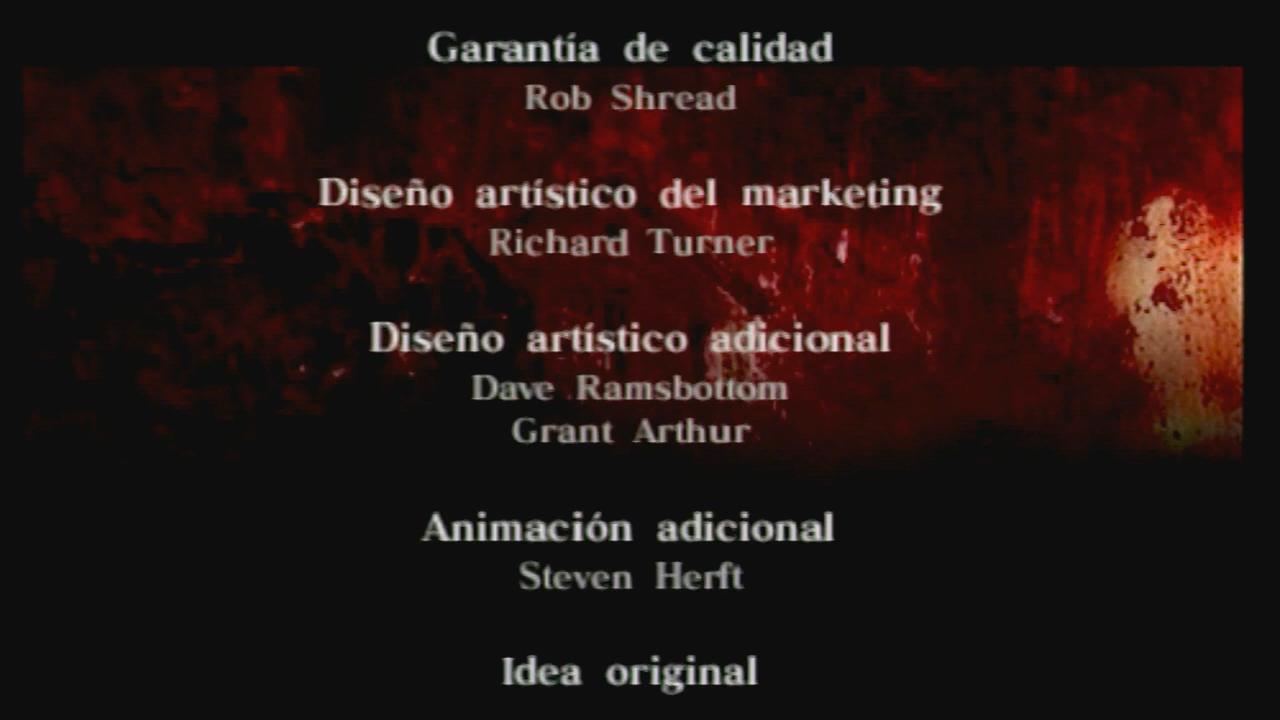 Garantía de calidad
Rob Shread
Diseño artístico del marketing
Richard Turner
Diseño artístico adicional
Dave Ramsbottom
Grant Arthur
Animación adicional
Steven Herft
Idea original